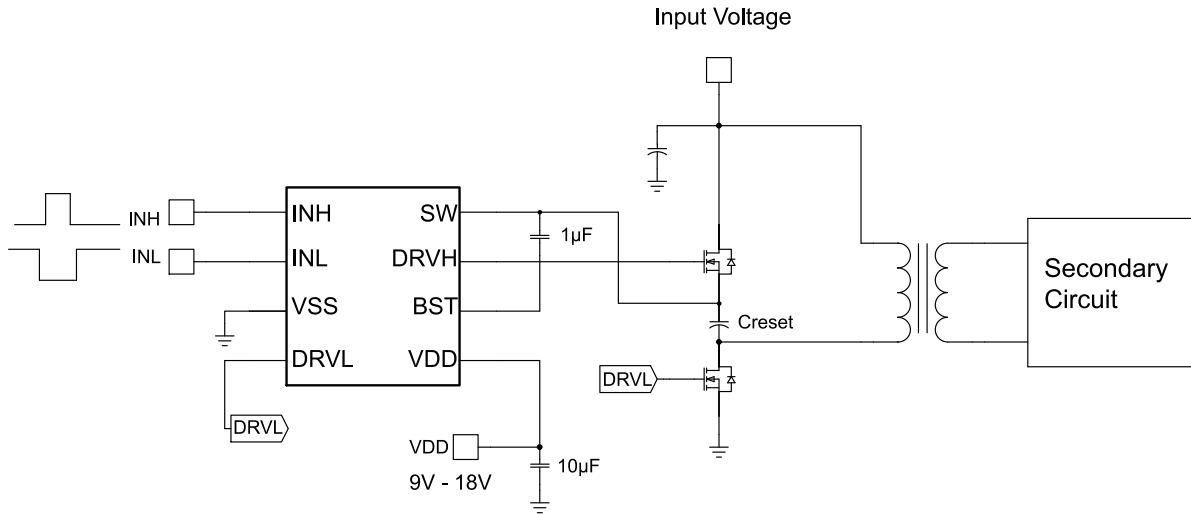 Input Voltage
INH
INL
INH
INL
VSS
DRVL
SW
DRVH
BST
VDD
1µF
Creset
DRVL
DRVL
VDD
9V - 18V
10µF
Secondary
Circuit